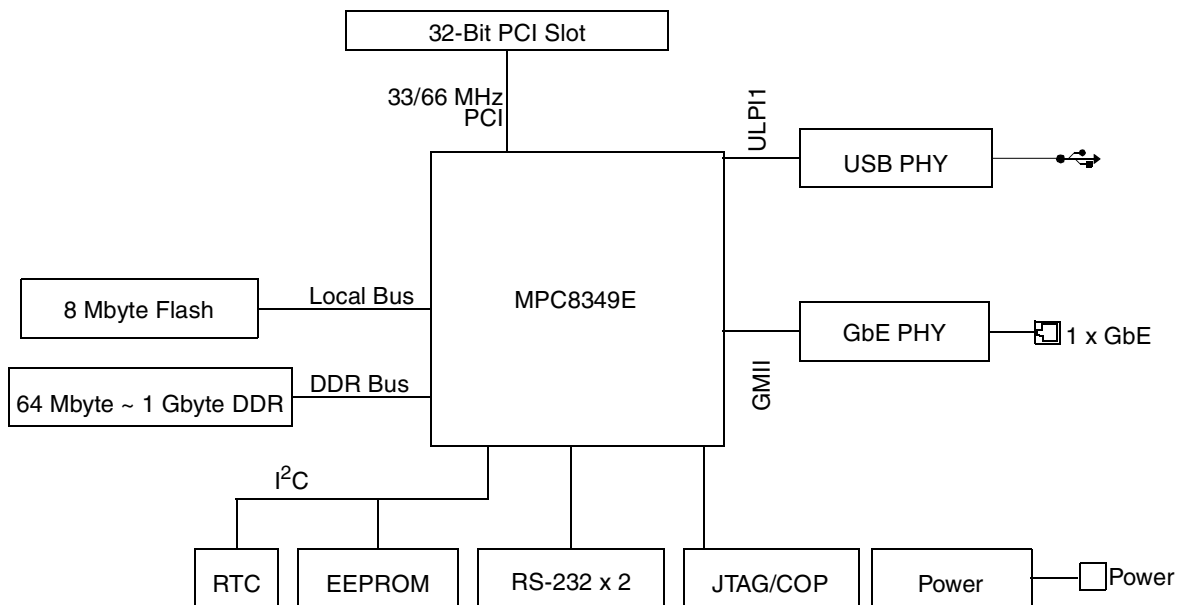 32-Bit PCI Slot
33/66 MHz
PCI
ULPI1
USB PHY
MPC8349E
8 Mbyte Flash
Local Bus
GbE PHY
1 x GbE
GMII
64 Mbyte ~ 1 Gbyte DDR
DDR Bus
I²C
RTC
EEPROM
RS-232 x 2
JTAG/COP
Power
Power